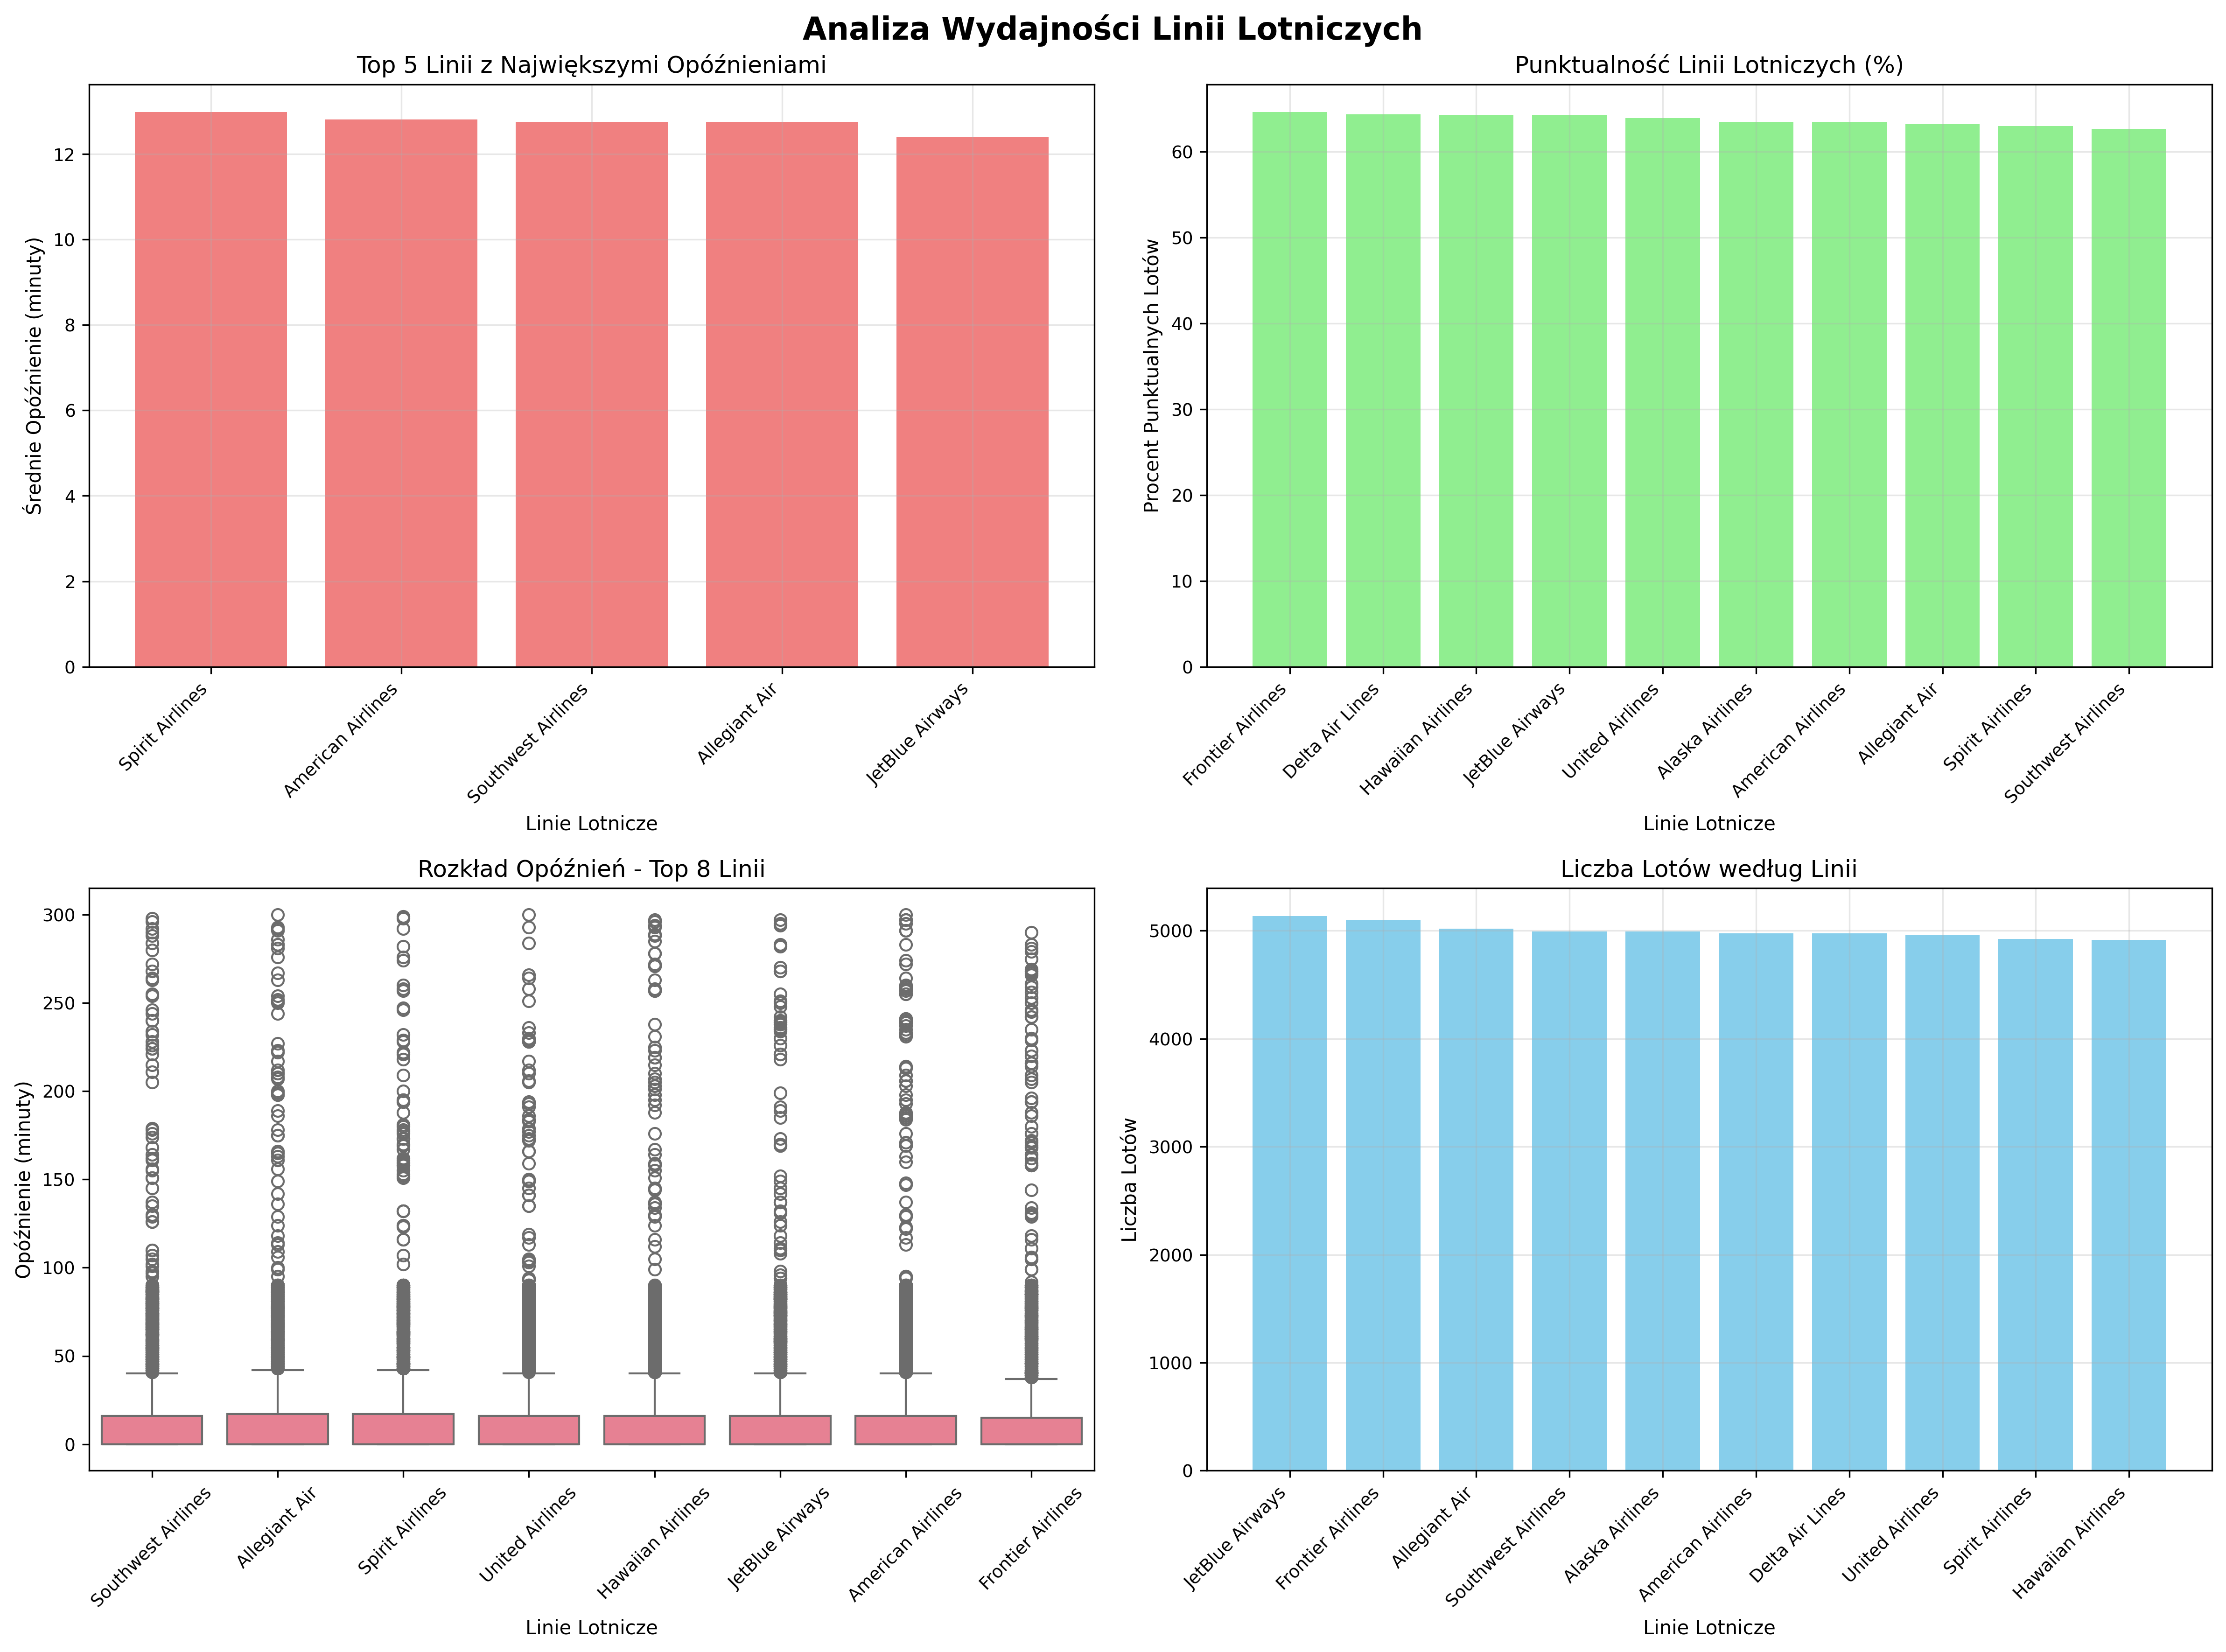 Analiza Wydajności Linii Lotniczych
Top 5 Linii z Największymi Opóźnieniami
Średnie Opóźnienie (minuty)
12
10
8
6
4
2
0
Spirit Airlines
American Airlines
Southwest Airlines
Allegiant Air
JetBlue Airways
Linie Lotnicze
Punktualność Linii Lotniczych (%)
Procent Punktualnych Lotów
60
50
40
30
20
10
0
Frontier Airlines
Delta Air Lines
Hawaiian Airlines
JetBlue Airways
United Airlines
Alaska Airlines
American Airlines
Allegiant Air
Spirit Airlines
Southwest Airlines
Linie Lotnicze
Rozkład Opóźnień - Top 8 Linii
Opóźnienie (minuty)
300
250
200
150
100
50
0
Southwest Airlines
Allegiant Air
Spirit Airlines
United Airlines
Hawaiian Airlines
JetBlue Airways
American Airlines
Frontier Airlines
Linie Lotnicze
Liczba Lotów według Linii
Liczba Lotów
5000
4000
3000
2000
1000
0
JetBlue Airways
Frontier Airlines
Allegiant Air
Southwest Airlines
Alaska Airlines
American Airlines
Delta Air Lines
United Airlines
Spirit Airlines
Hawaiian Airlines
Linie Lotnicze